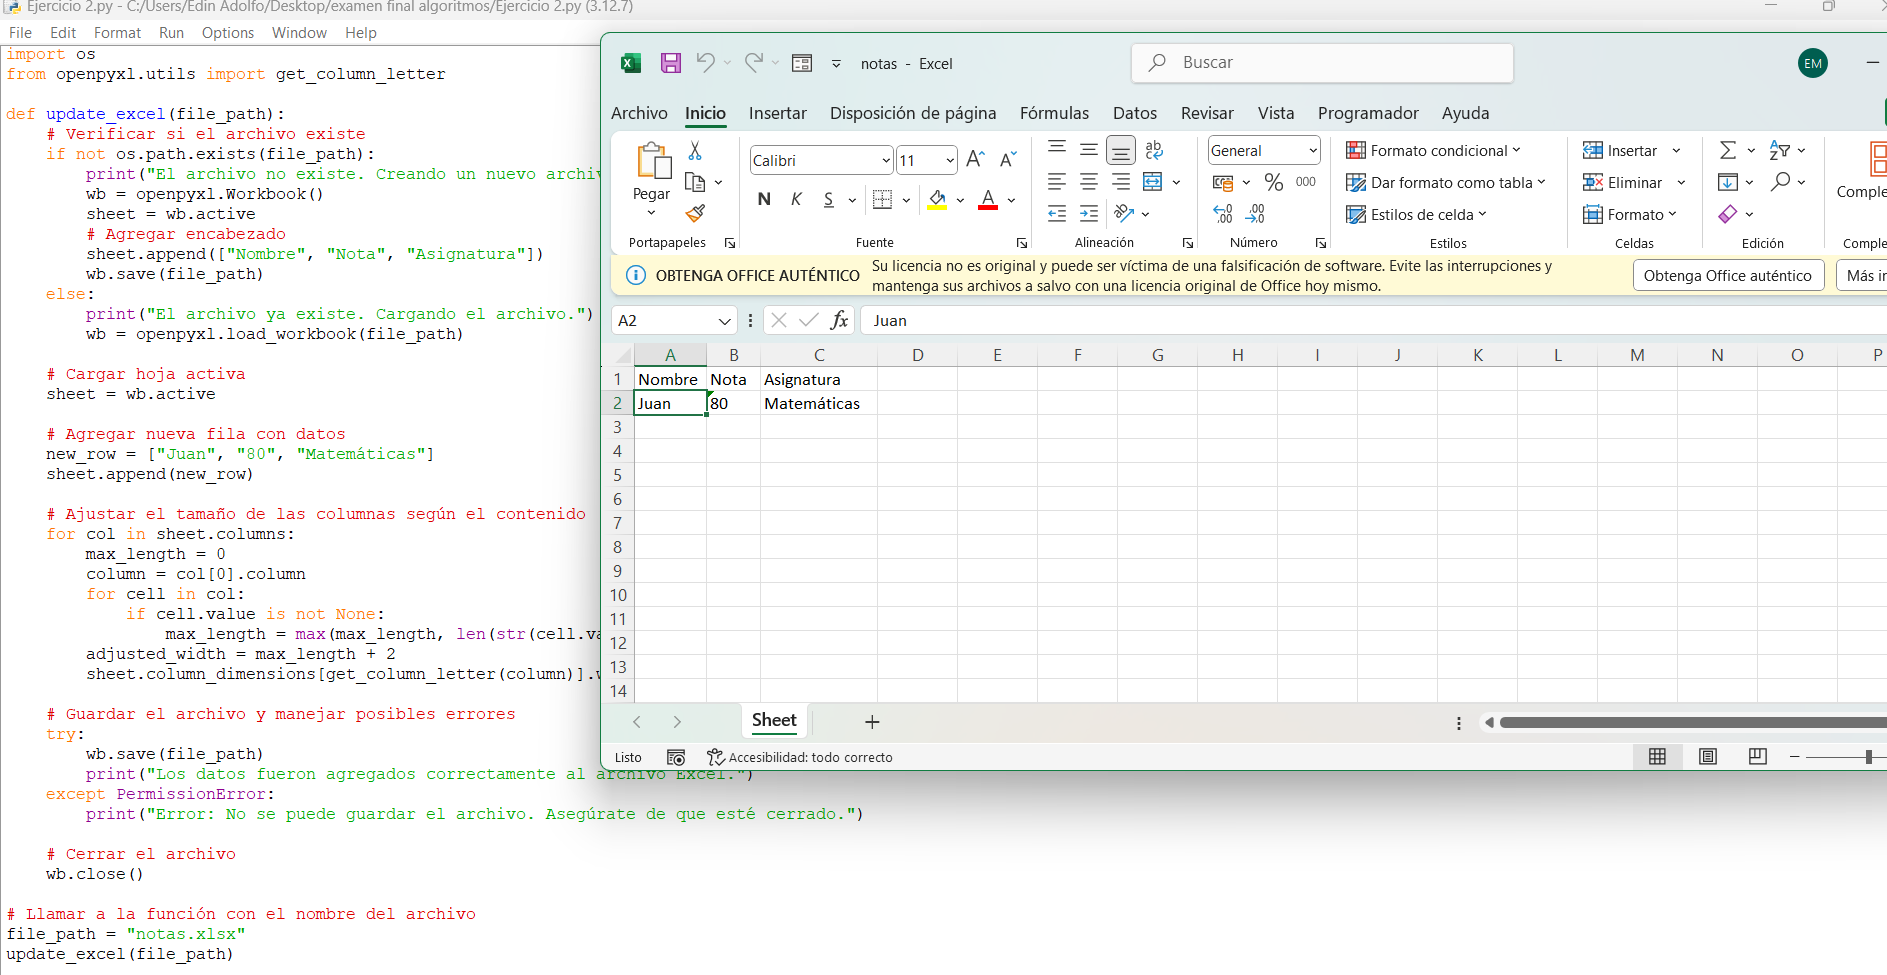 Ejercicio 2.py - C:/Users/Edin Adolfo/Desktop/examen final algoritmos/Ejercicio 2.py (3.12.7)
File Edit Format Run Options Window Help
import os
from openpyxl.utils import get_column_letter
def update_excel(file_path):
# Verificar si el archivo existe
if not os.path.exists(file_path):
print("El archivo no existe. Creando un nuevo archiv
wb = openpyxl.Workbook()
sheet = wb.active
# Agregar encabezado
sheet.append(["Nombre", "Nota", "Asignatura"])
wb.save(file_path)
else:
print("El archivo ya existe. Cargando el archivo.")
wb = openpyxl.load_workbook(file_path)
# Cargar hoja activa
sheet = wb.active
# Agregar nueva fila con datos
new_row = ["Juan", "80", "Matemáticas"]
sheet.append(new_row)
# Ajustar el tamaño de las columnas según el contenido
for col in sheet.columns:
max_length = 0
column = col[0].column
for cell in col:
if cell.value is not None:
max_length = max(max_length, len(str(cell.va
adjusted_width = max_length + 2
sheet.column_dimensions[get_column_letter(column)].w
# Guardar el archivo y manejar posibles errores
try:
wb.save(file_path)
print("Los datos fueron agregados correctamente al archivo Excel.")
except PermissionError:
print("Error: No se puede guardar el archivo. Asegúrate de que esté cerrado.")
# Cerrar el archivo
wb.close()
# Llamar a la función con el nombre del archivo
file_path = "notas.xlsx"
update_excel(file_path)
notas - Excel
Buscar
EM
Archivo Inicio Insertar Disposición de página Fórmulas Datos Revisar Vista Programador Ayuda
Pegar
Portapapeles
Calibri 11
N K S
Fuente
Alineación
General
% 000
Número
Formato condicional
Dar formato como tabla
Estilos de celda
Estilos
Insertar
Eliminar
Formato
Celdas
Edición
Comple
Comple
OBTENGA OFFICE AUTÉNTICO
Su licencia no es original y puede ser víctima de una falsificación de software. Evite las interrupciones y
mantenga sus archivos a salvo con una licencia original de Office hoy mismo.
Obtenga Office auténtico
Más in
A2 fx Juan
A B C D E F G H I J K L M N O P
1 Nombre Nota Asignatura
2 Juan 80 Matemáticas
3
4
5
6
7
8
9
10
11
12
13
14
Sheet
Listo Accesibilidad: todo correcto